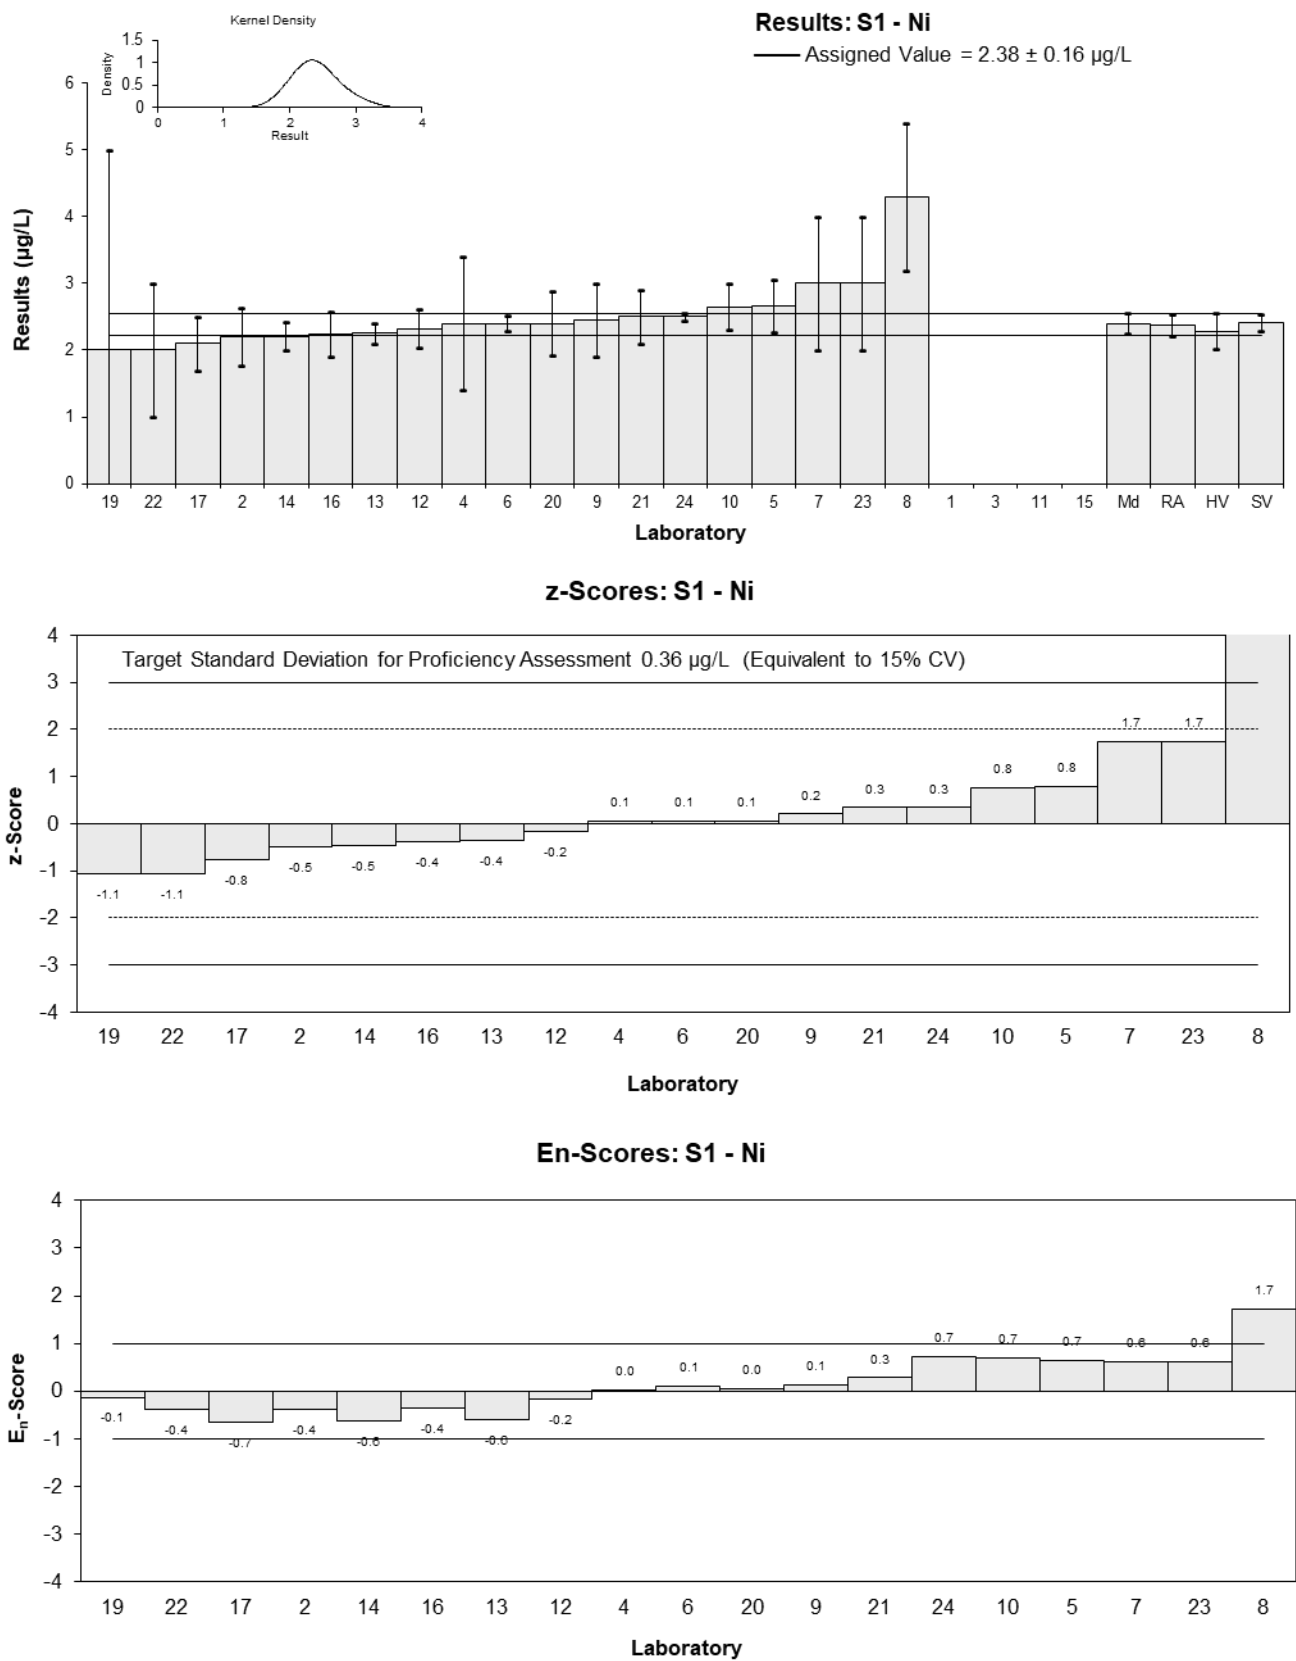 Kernel Density
1.5
1
0.5
0
Density
0 1 2 3 4
Result
Results: S1 - Ni
Assigned Value = 2.38 ± 0.16 µg/L
6
5
4
3
2
1
0
Results (µg/L)
19 22 17 2 14 16 13 12 4 6 20 9 21 24 10 5 7 23 8 1 3 11 15 Md RA HV SV
Laboratory
z-Scores: S1 - Ni
Target Standard Deviation for Proficiency Assessment 0.36 µg/L (Equivalent to 15% CV)
4
3
2
1
0
-1
-2
-3
-4
z-Score
-1.1 -1.1 -0.8 -0.5 -0.5 -0.4 -0.4 -0.2 0.1 0.1 0.1 0.2 0.3 0.3 0.8 0.8 1.7 1.7
19 22 17 2 14 16 13 12 4 6 20 9 21 24 10 5 7 23 8
Laboratory
En-Scores: S1 - Ni
4
3
2
1
0
-1
-2
-3
-4
En-Score
-0.1 -0.4 -0.7 -0.4 -0.6 -0.4 -0.6 -0.2 0.0 0.1 0.0 0.1 0.3 0.7 0.7 0.7 0.6 0.6 1.7
19 22 17 2 14 16 13 12 4 6 20 9 21 24 10 5 7 23 8
Laboratory